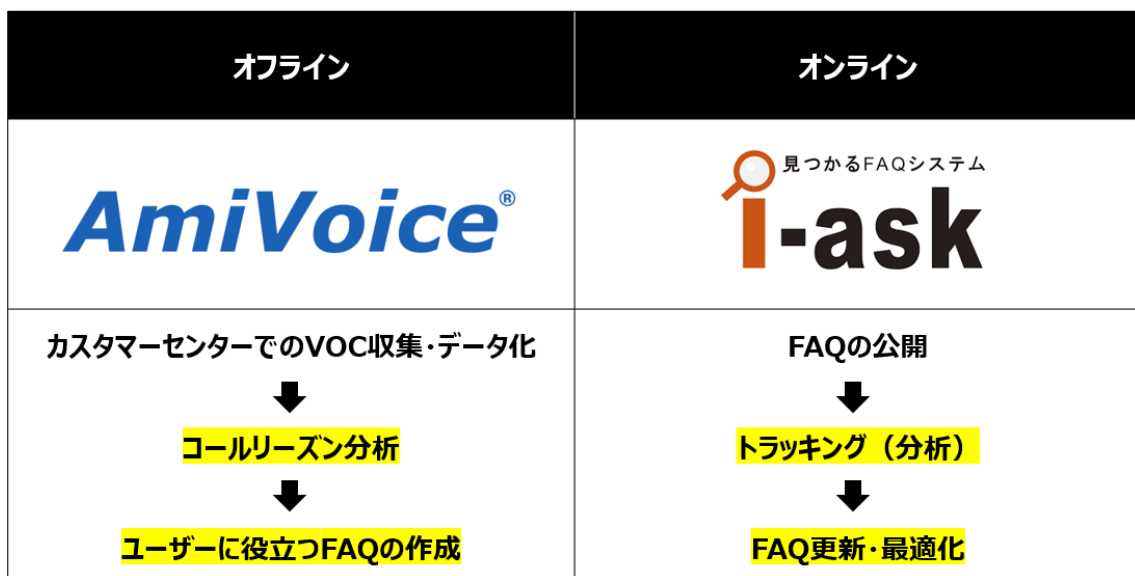 オフライン
オンライン
AmiVoice®
見つかるFAQシステム
i-ask
カスタマーセンターでのVOC収集・データ化
FAQの公開
コールリーズン分析
トラッキング（分析）
ユーザーに役立つFAQの作成
FAQ更新・最適化